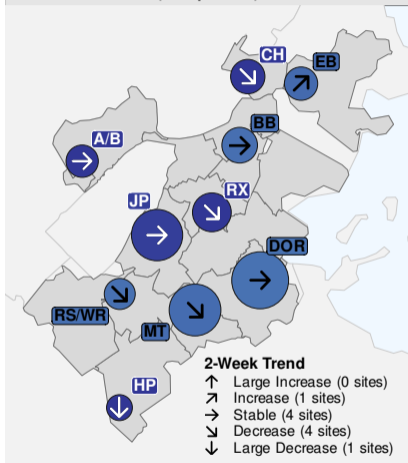 CH
EB
BB
A/B
RX
JP
DOR
RS/WR
MT
HP
2-Week Trend
↑ Large Increase (0 sites)
↗ Increase (1 sites)
→ Stable (4 sites)
↘ Decrease (4 sites)
↓ Large Decrease (1 sites)